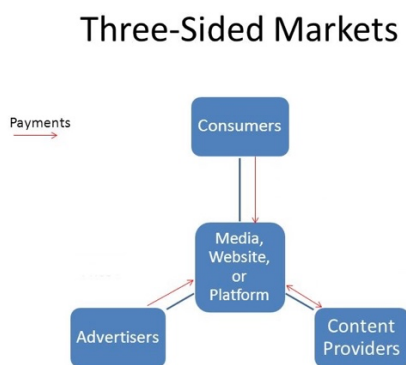 Three-Sided Markets
Payments
Consumers
Media,
Website,
or
Platform
Advertisers
Content
Providers